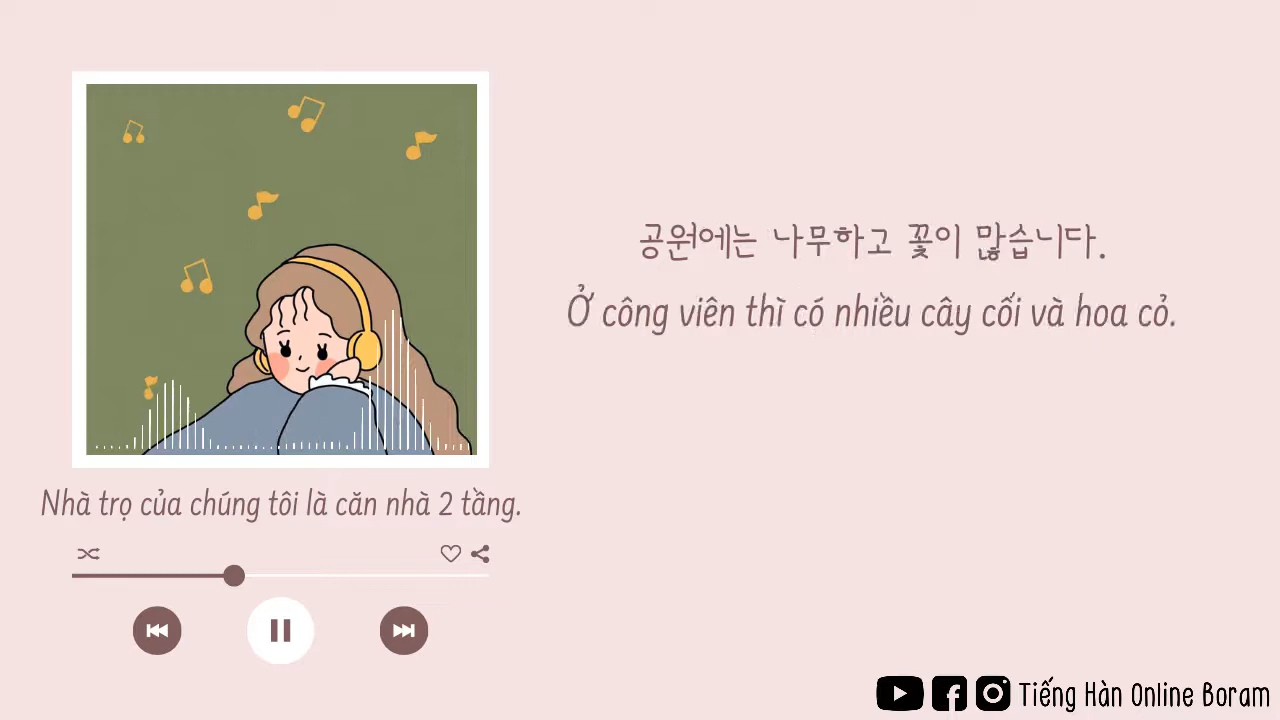 공원에는 나무하고 꽃이 많습니다.
Ở công viên thì có nhiều cây cối và hoa cỏ.
Nhà trọ của chúng tôi là căn nhà 2 tầng.
Tiếng Hàn Online Boram